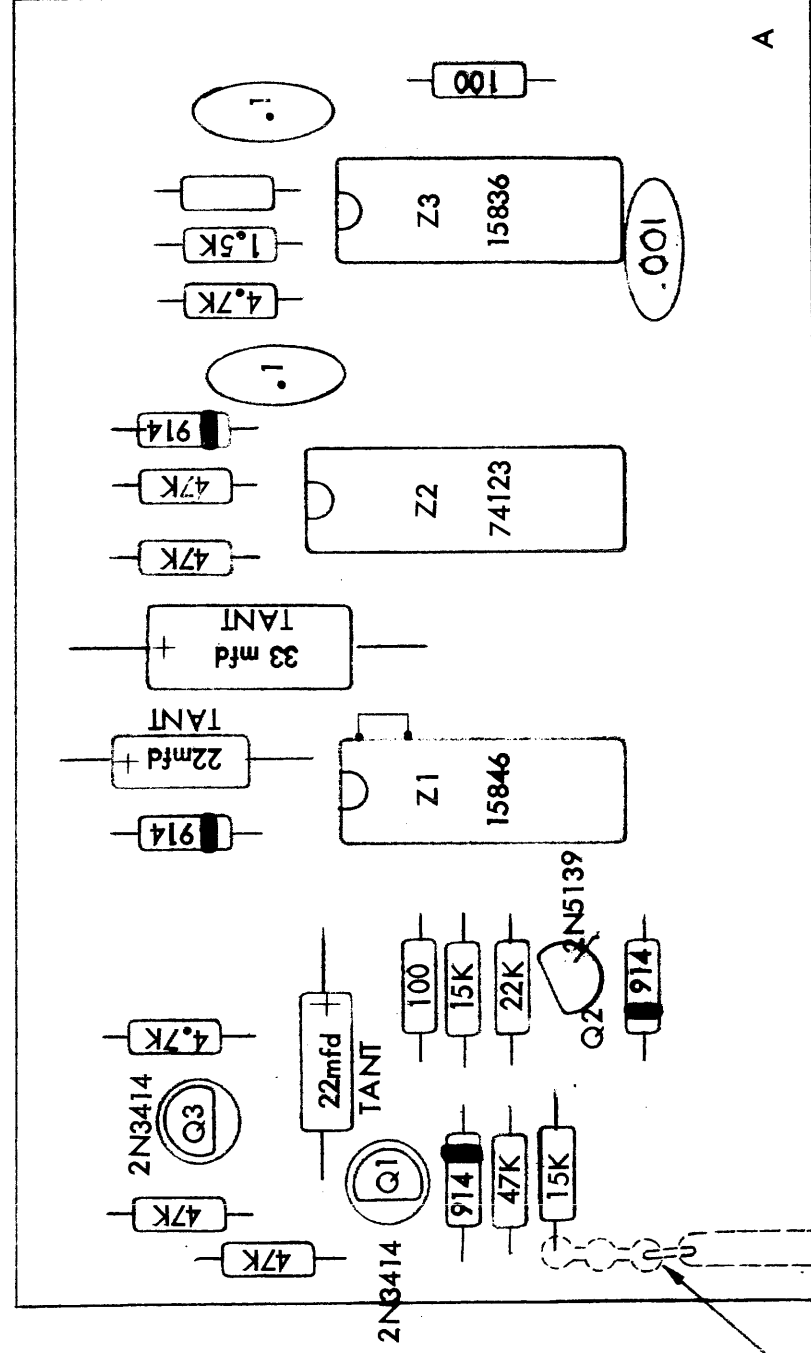 A
100
.1
Z3
15836
.001
1.5K
4.7K
.1
914
47K
47K
Z2
74123
TANT
33 mfd
TANT
22mfd
914
Z1
15846
2N5139
100
15K
22K
914
Q2
4.7K
22mfd
TANT
2N3414
Q3
Q1
914
47K
15K
47K
47K
2N3414